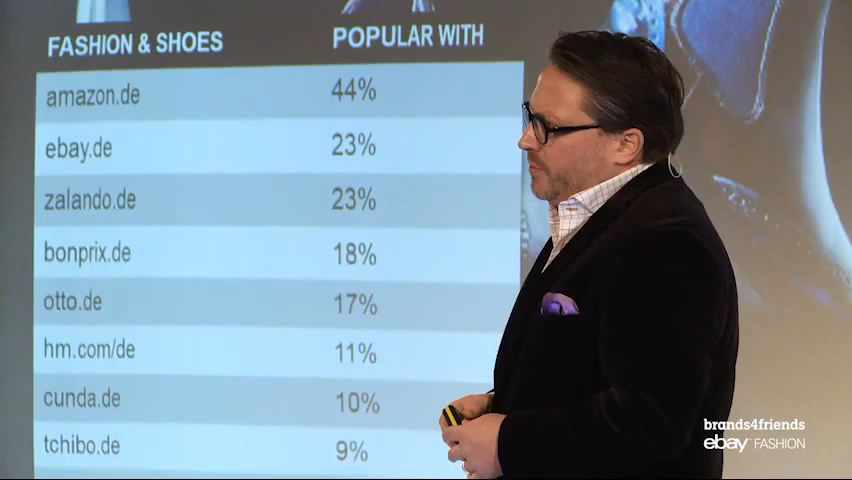 FASHION & SHOES POPULAR WITH
amazon.de 44%
ebay.de 23%
zalando.de 23%
bonprix.de 18%
otto.de 17%
hm.com/de 11%
cunda.de 10%
tchibo.de 9%
brands4friends
ebay™ FASHION